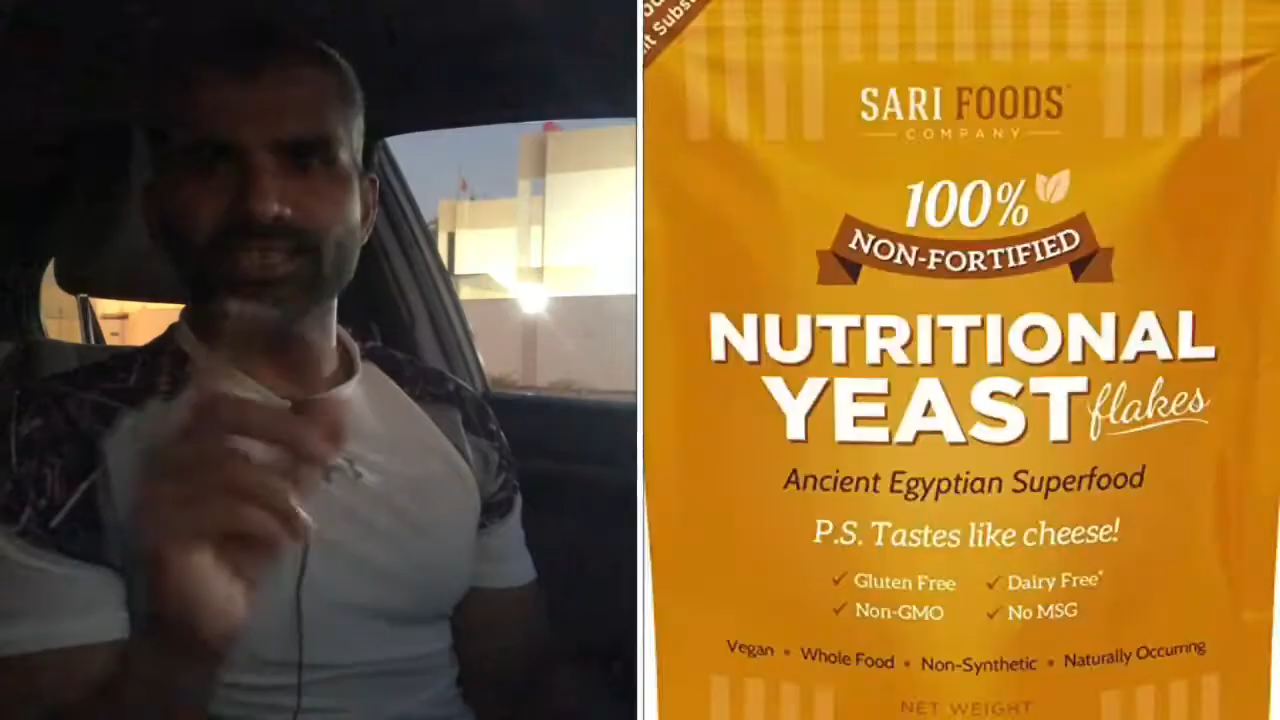 SARI FOODS
COMPANY
100%
NON-FORTIFIED
NUTRITIONAL
YEAST flakes
Ancient Egyptian Superfood
P.S. Tastes like cheese!
✓ Gluten Free ✓ Dairy Free*
✓ Non-GMO ✓ No MSG
Vegan • Whole Food • Non-Synthetic • Naturally Occurring
NET WEIGHT